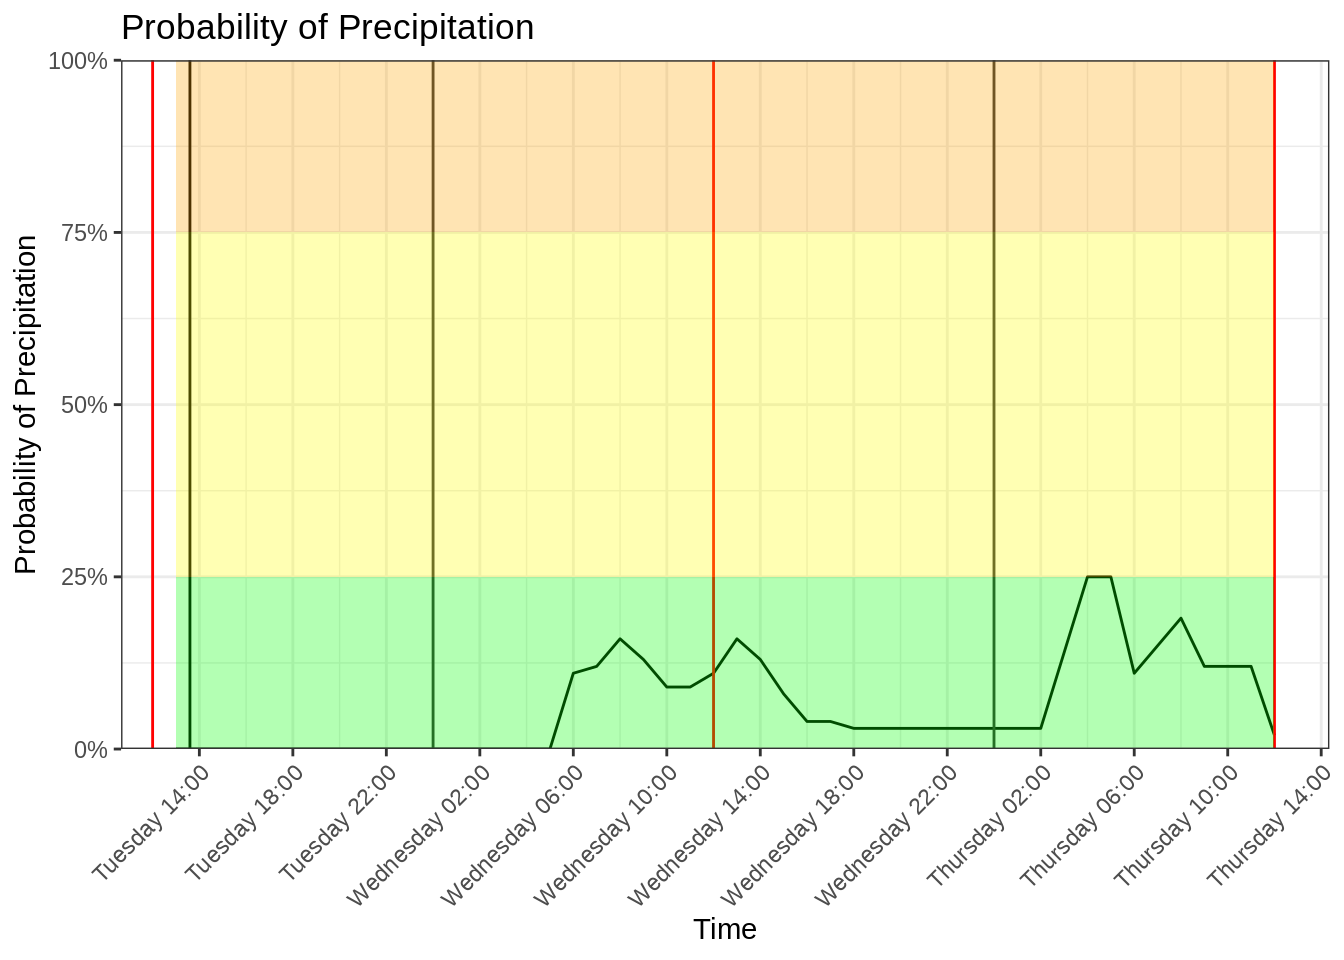 Probability of Precipitation
Probability of Precipitation
100%
75%
50%
25%
0%
Tuesday 14:00
Tuesday 18:00
Tuesday 22:00
Wednesday 02:00
Wednesday 06:00
Wednesday 10:00
Wednesday 14:00
Wednesday 18:00
Wednesday 22:00
Thursday 02:00
Thursday 06:00
Thursday 10:00
Thursday 14:00
Time